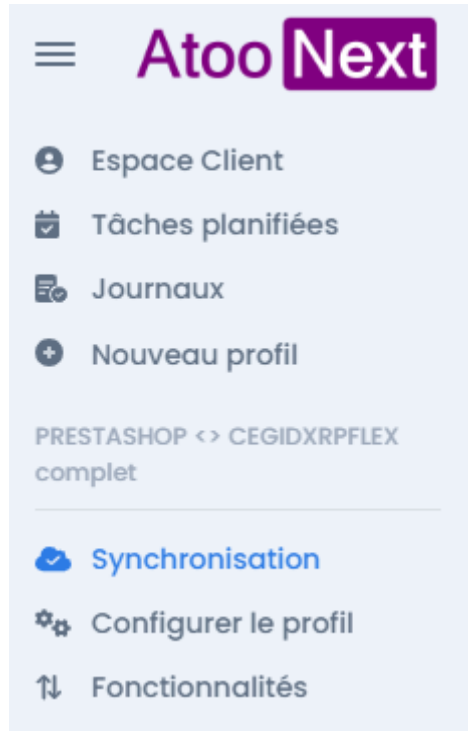 Atoo Next
Espace Client
Tâches planifiées
Journaux
Nouveau profil
PRESTASHOP <> CEGIDXRPFLEX
complet
Synchronisation
Configurer le profil
Fonctionnalités